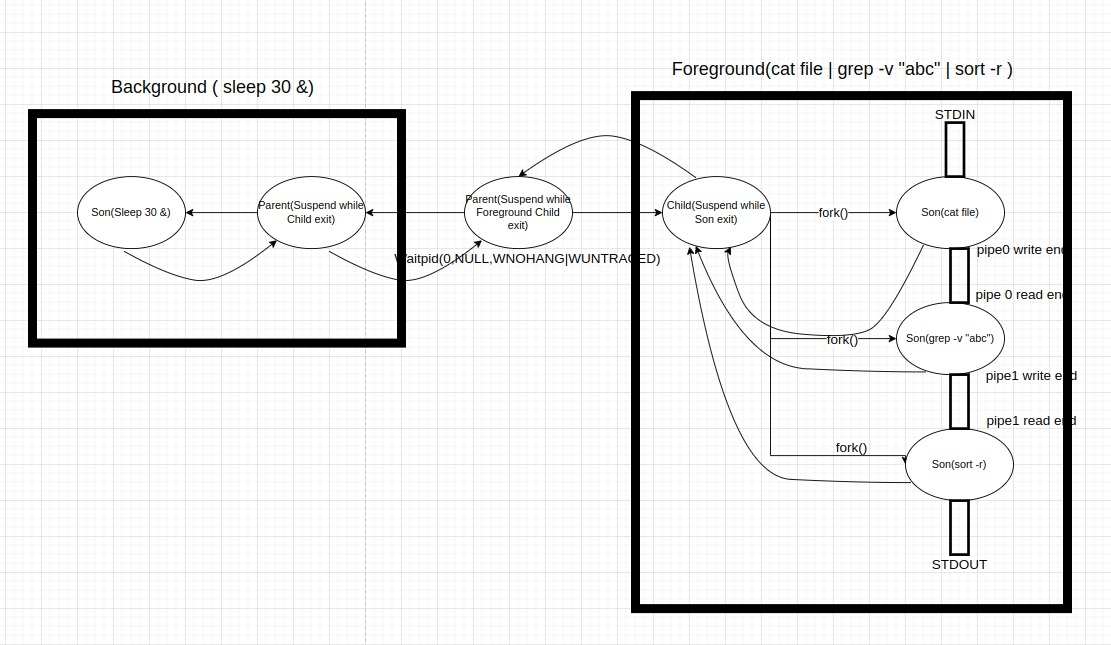 Background ( sleep 30 &)
Foreground(cat file | grep -v "abc" | sort -r )
STDIN
Son(Sleep 30 &)
Parent(Suspend while
Child exit)
Parent(Suspend while
Foreground Child
exit)
Waitpid(0,NULL,WNOHANG|WUNTRACED)
Child(Suspend while
Son exit)
fork()
Son(cat file)
pipe0 write end
pipe 0 read end
fork()
Son(grep -v "abc")
pipe1 write end
pipe1 read end
fork()
Son(sort -r)
STDOUT